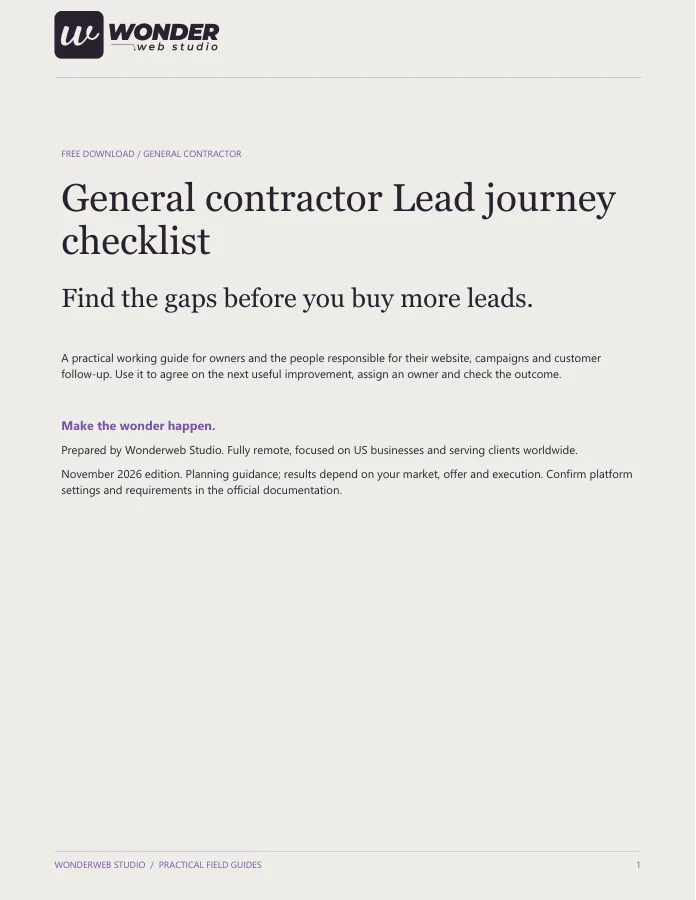 w WONDER
web studio
FREE DOWNLOAD / GENERAL CONTRACTOR
General contractor Lead journey
checklist
Find the gaps before you buy more leads.
A practical working guide for owners and the people responsible for their website, campaigns and customer
follow-up. Use it to agree on the next useful improvement, assign an owner and check the outcome.
Make the wonder happen.
Prepared by Wonderweb Studio. Fully remote, focused on US businesses and serving clients worldwide.
November 2026 edition. Planning guidance; results depend on your market, offer and execution. Confirm platform
settings and requirements in the official documentation.
WONDERWEB STUDIO / PRACTICAL FIELD GUIDES 1